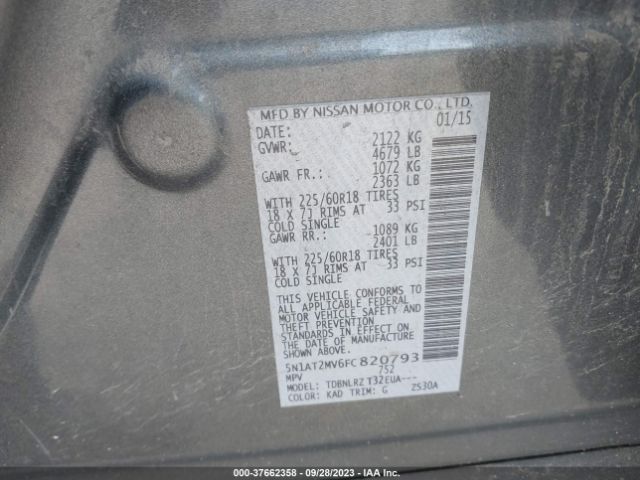 MFD BY NISSAN MOTOR CO., LTD.
DATE: 01/15
GVWR: 2122 KG
4679 LB
GAWR FR.: 1072 KG
2363 LB
WITH 225/60R18 TIRES
18 X 7J RIMS AT 33 PSI
COLD SINGLE
GAWR RR.: 1089 KG
2401 LB
WITH 225/60R18 TIRES
18 X 7J RIMS AT 33 PSI
COLD SINGLE
THIS VEHICLE CONFORMS TO
ALL APPLICABLE FEDERAL
MOTOR VEHICLE SAFETY AND
THEFT PREVENTION
STANDARDS IN EFFECT ON
THE DATE OF MANUFACTURE
SHOWN ABOVE.
5N1AT2MV6FC820793
MPV 752
MODEL: TDBNLRZ T32EUA---
COLOR: KAD TRIM: G ZS30A
000-37662358 - 09/28/2023 - IAA Inc.